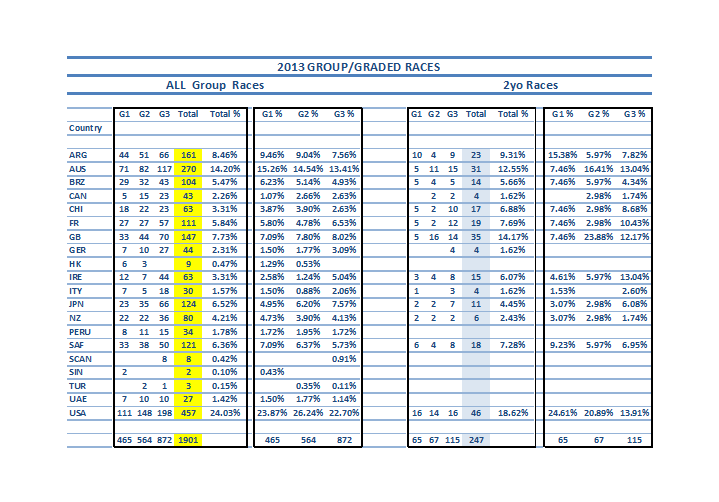 2013 GROUP/GRADED RACES
ALL Group Races 2yo Races
G1 G2 G3 Total Total % G1 % G2 % G3 % G1 G2 G3 Total Total % G1 % G2 % G3 %
Country
ARG 44 51 66 161 8.46% 9.46% 9.04% 7.56% 10 4 9 23 9.31% 15.38% 5.97% 7.82%
AUS 71 82 117 270 14.20% 15.26% 14.54% 13.41% 5 11 15 31 12.55% 7.46% 16.41% 13.04%
BRZ 29 32 43 104 5.47% 6.23% 5.14% 4.93% 5 4 5 14 5.66% 7.46% 5.97% 4.34%
CAN 5 15 23 43 2.26% 1.07% 2.66% 2.63% 2 2 4 1.62% 2.98% 1.74%
CHI 18 22 23 63 3.31% 3.87% 3.90% 2.63% 5 2 10 17 6.88% 7.46% 2.98% 8.68%
FR 27 27 57 111 5.84% 5.80% 4.78% 6.53% 5 2 12 19 7.69% 7.46% 2.98% 10.43%
GB 33 44 70 147 7.73% 7.09% 7.80% 8.02% 5 16 14 35 14.17% 7.46% 23.88% 12.17%
GER 7 10 27 44 2.31% 1.50% 1.77% 3.09% 4 4 1.62%
HK 6 3 9 0.47% 1.29% 0.53%
IRE 12 7 44 63 3.31% 2.58% 1.24% 5.04% 3 4 8 15 6.07% 4.61% 5.97% 13.04%
ITY 7 5 18 30 1.57% 1.50% 0.88% 2.06% 1 3 4 1.62% 1.53% 2.60%
JPN 23 35 66 124 6.52% 4.95% 6.20% 7.57% 2 2 7 11 4.45% 3.07% 2.98% 6.08%
NZ 22 22 36 80 4.21% 4.73% 3.90% 4.13% 2 2 2 6 2.43% 3.07% 2.98% 1.74%
PERU 8 11 15 34 1.78% 1.72% 1.95% 1.72%
SAF 33 38 50 121 6.36% 7.09% 6.37% 5.73% 6 4 8 18 7.28% 9.23% 5.97% 6.95%
SCAN 8 8 0.42% 0.91%
SIN 2 2 0.10% 0.43%
TUR 2 1 3 0.15% 0.35% 0.11%
UAE 7 10 10 27 1.42% 1.50% 1.77% 1.14%
USA 111 148 198 457 24.03% 23.87% 26.24% 22.70% 16 14 16 46 18.62% 24.61% 20.89% 13.91%
465 564 872 1901 465 564 872 65 67 115 247 65 67 115